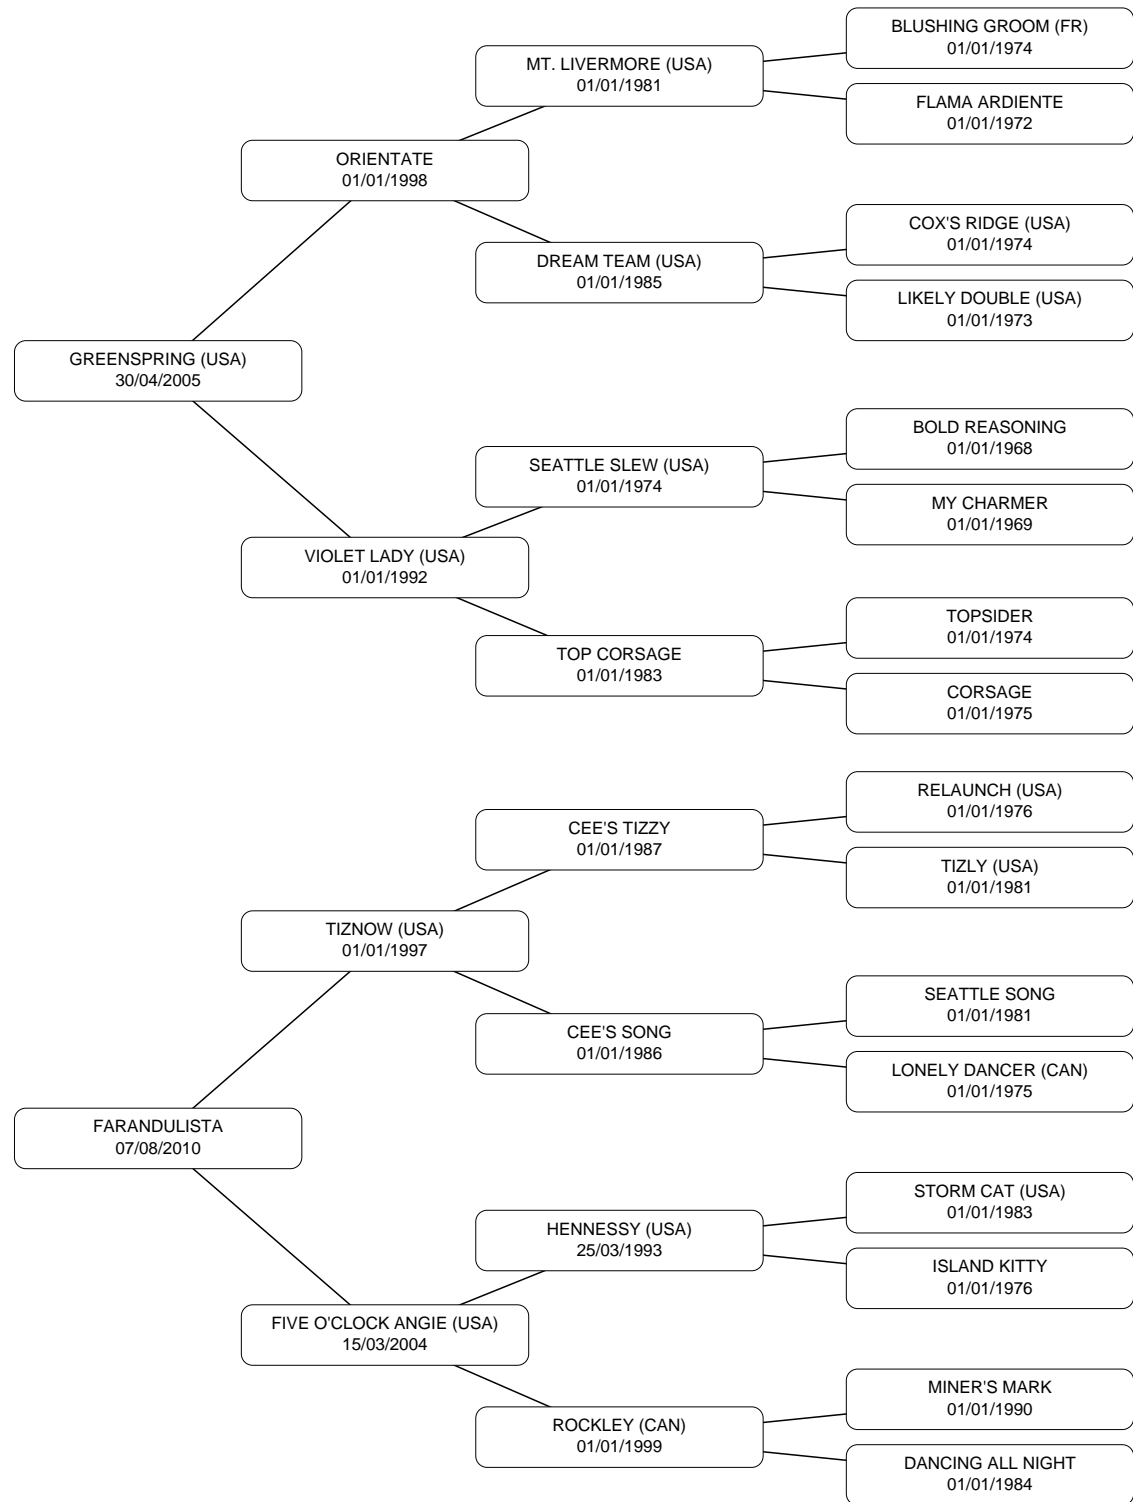 BLUSHING GROOM (FR)
01/01/1974
MT. LIVERMORE (USA)
01/01/1981
FLAMA ARDIENTE
01/01/1972
ORIENTATE
01/01/1998
COX'S RIDGE (USA)
01/01/1974
DREAM TEAM (USA)
01/01/1985
LIKELY DOUBLE (USA)
01/01/1973
GREENSPRING (USA)
30/04/2005
BOLD REASONING
01/01/1968
SEATTLE SLEW (USA)
01/01/1974
MY CHARMER
01/01/1969
VIOLET LADY (USA)
01/01/1992
TOPSIDER
01/01/1974
TOP CORSAGE
01/01/1983
CORSAGE
01/01/1975
RELAUNCH (USA)
01/01/1976
CEE'S TIZZY
01/01/1987
TIZLY (USA)
01/01/1981
TIZNOW (USA)
01/01/1997
SEATTLE SONG
01/01/1981
CEE'S SONG
01/01/1986
LONELY DANCER (CAN)
01/01/1975
FARANDULISTA
07/08/2010
STORM CAT (USA)
01/01/1983
HENNESSY (USA)
25/03/1993
ISLAND KITTY
01/01/1976
FIVE O'CLOCK ANGIE (USA)
15/03/2004
MINER'S MARK
01/01/1990
ROCKLEY (CAN)
01/01/1999
DANCING ALL NIGHT
01/01/1984